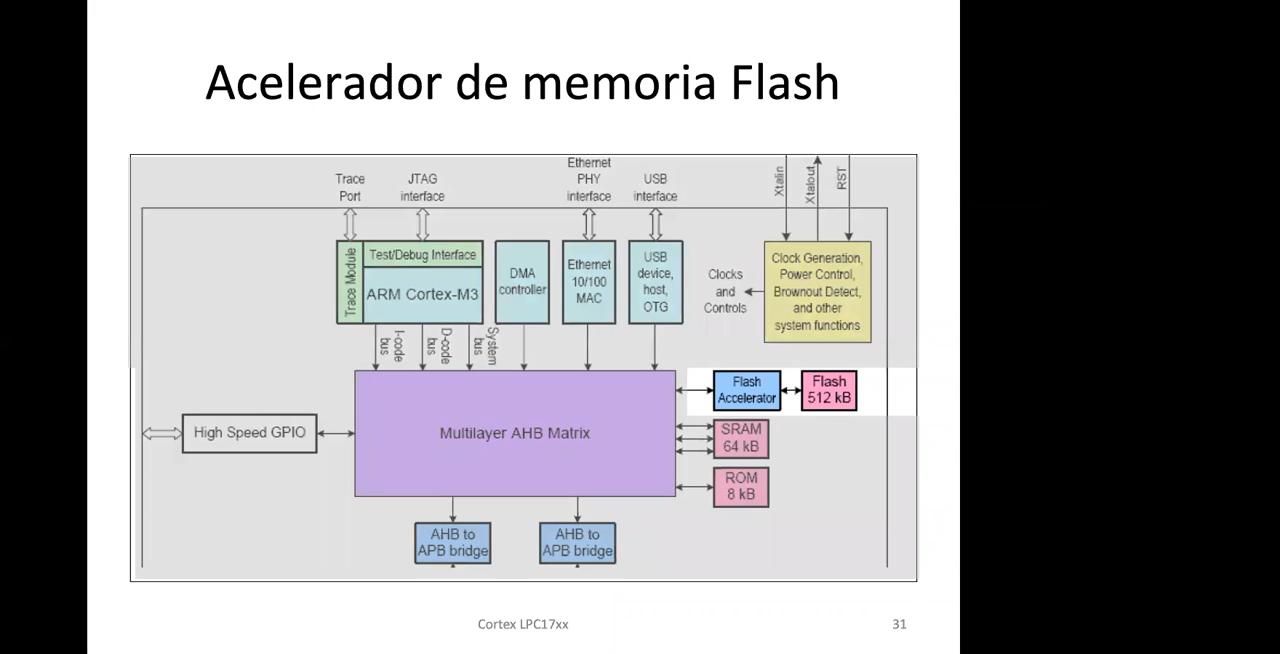 Acelerador de memoria Flash
Trace
Port
JTAG
interface
Ethernet
PHY
interface
USB
interface
Xtalin
Xtalout
RST
Trace Module
Test/Debug Interface
ARM Cortex-M3
DMA
controller
Ethernet
10/100
MAC
USB
device,
host,
OTG
Clocks
and
Controls
Clock Generation,
Power Control,
Brownout Detect,
and other
system functions
I-code
bus
D-code
bus
System
bus
Flash
Accelerator
Flash
512 kB
High Speed GPIO
Multilayer AHB Matrix
SRAM
64 kB
ROM
8 kB
AHB to
APB bridge
AHB to
APB bridge
Cortex LPC17xx
31